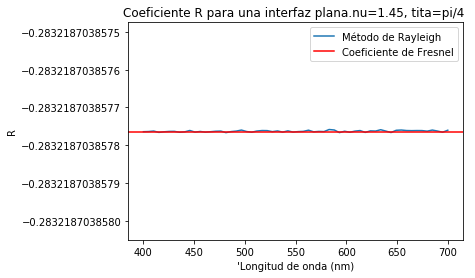 Coeficiente R para una interfaz plana.nu=1.45, tita=pi/4
−0.2832187038575
−0.2832187038576
−0.2832187038577
−0.2832187038578
−0.2832187038579
−0.2832187038580
R
Método de Rayleigh
Coeficiente de Fresnel
400 450 500 550 600 650 700
'Longitud de onda (nm)